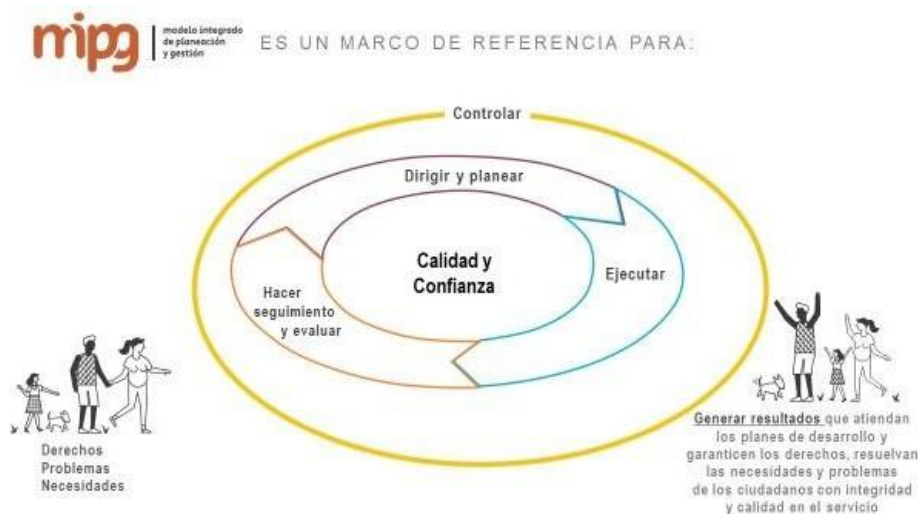 mipg
modelo integrado
de planeación
y gestión
ES UN MARCO DE REFERENCIA PARA:
Controlar
Dirigir y planear
Calidad y
Confianza
Ejecutar
Hacer
seguimiento
y evaluar
Derechos
Problemas
Necesidades
Generar resultados que atiendan
los planes de desarrollo y
garanticen los derechos, resuelvan
las necesidades y problemas
de los ciudadanos con integridad
y calidad en el servicio